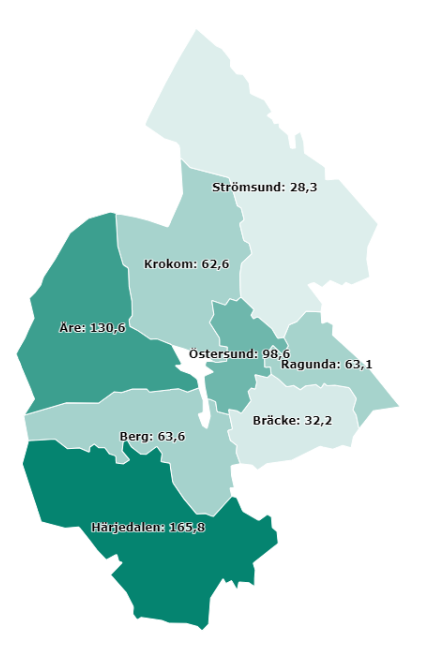 Strömsund: 28,3
Krokom: 62,6
Åre: 130,6
Östersund: 98,6
Ragunda: 63,1
Bräcke: 32,2
Berg: 63,6
Härjedalen: 165,8